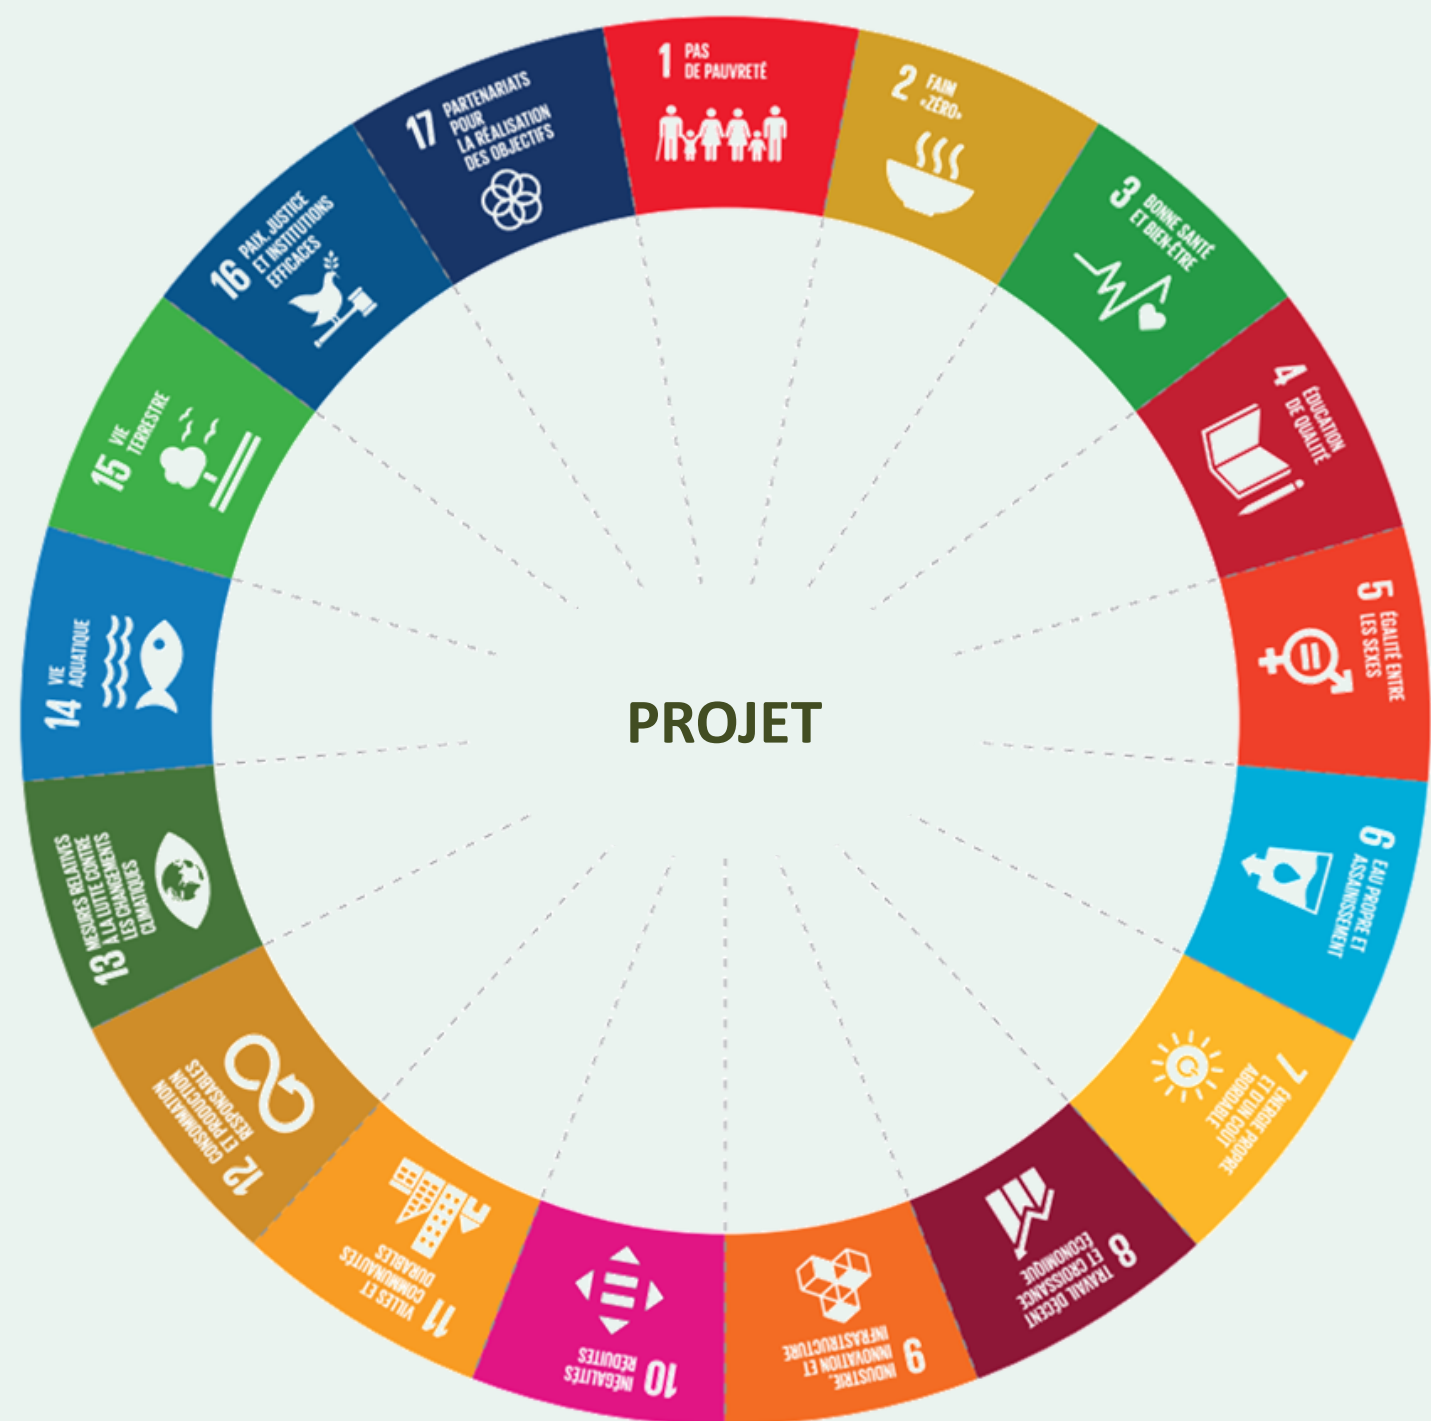 1 PAS
DE PAUVRETÉ
2 FAIM
«ZÉRO»
3 BONNE SANTÉ
ET BIEN-ÊTRE
4 ÉDUCATION
DE QUALITÉ
5 ÉGALITÉ ENTRE
LES SEXES
6 EAU PROPRE ET
ASSAINISSEMENT
7 ÉNERGIE PROPRE
ET D'UN COÛT
ABORDABLE
8 TRAVAIL DÉCENT
ET CROISSANCE
ÉCONOMIQUE
9 INDUSTRIE,
INNOVATION ET
INFRASTRUCTURE
10 INÉGALITÉS
RÉDUITES
11 VILLES ET
COMMUNAUTÉS
DURABLES
12 CONSOMMATION
ET PRODUCTION
RESPONSABLES
13 MESURES RELATIVES
À LA LUTTE CONTRE
LES CHANGEMENTS
CLIMATIQUES
14 VIE
AQUATIQUE
15 VIE
TERRESTRE
16 PAIX, JUSTICE
ET INSTITUTIONS
EFFICACES
17 PARTENARIATS
POUR
LA RÉALISATION
DES OBJECTIFS
PROJET